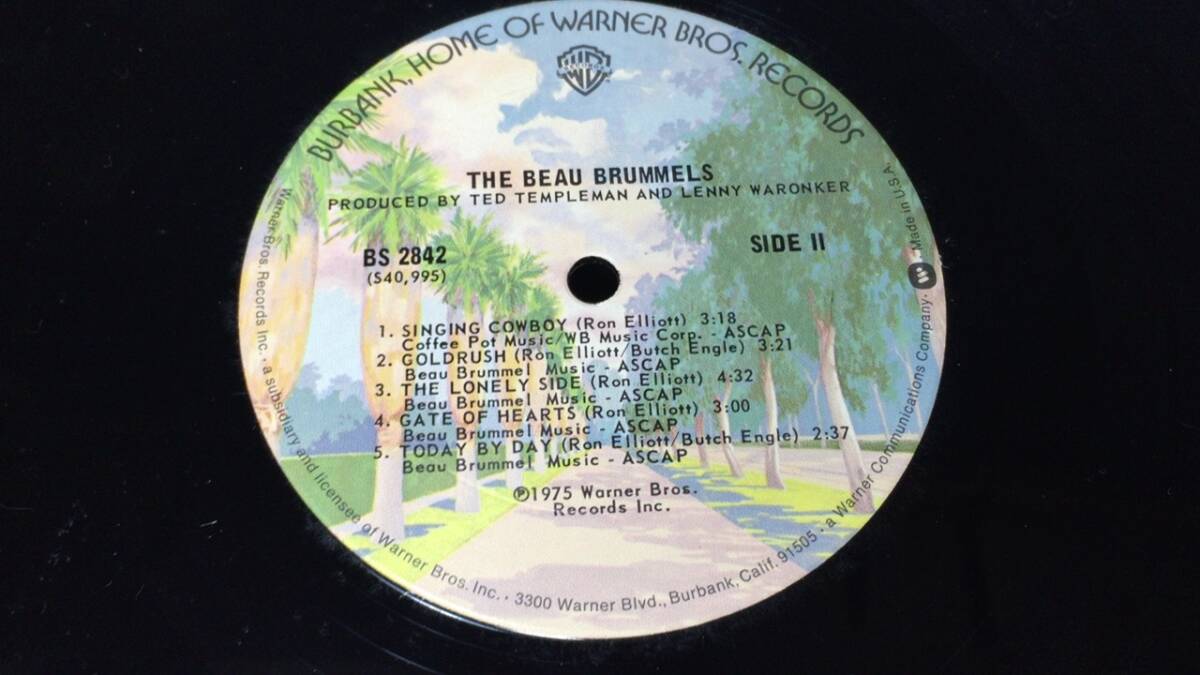 BURBANK, HOME OF WARNER BROS. RECORDS
THE BEAU BRUMMELS
PRODUCED BY TED TEMPLEMAN AND LENNY WARONKER
BS 2842
(S40,995)
SIDE II
1. SINGING COWBOY (Ron Elliott) 3:18
Coffee Pot Music/WB Music Corp. - ASCAP
2. GOLDRUSH (Ron Elliott/Butch Engle) 3:21
Beau Brummel Music - ASCAP
3. THE LONELY SIDE (Ron Elliott) 4:32
Beau Brummel Music - ASCAP
4. GATE OF HEARTS (Ron Elliott) 3:00
Beau Brummel Music - ASCAP
5. TODAY BY DAY (Ron Elliott/Butch Engle) 2:37
Beau Brummel Music - ASCAP
℗1975 Warner Bros.
Records Inc.
Warner Bros. Records Inc. • a subsidiary and licensee of Warner Bros. Inc. • 3300 Warner Blvd., Burbank, Calif. 91505 • a Warner Communications Company • Made in U.S.A.